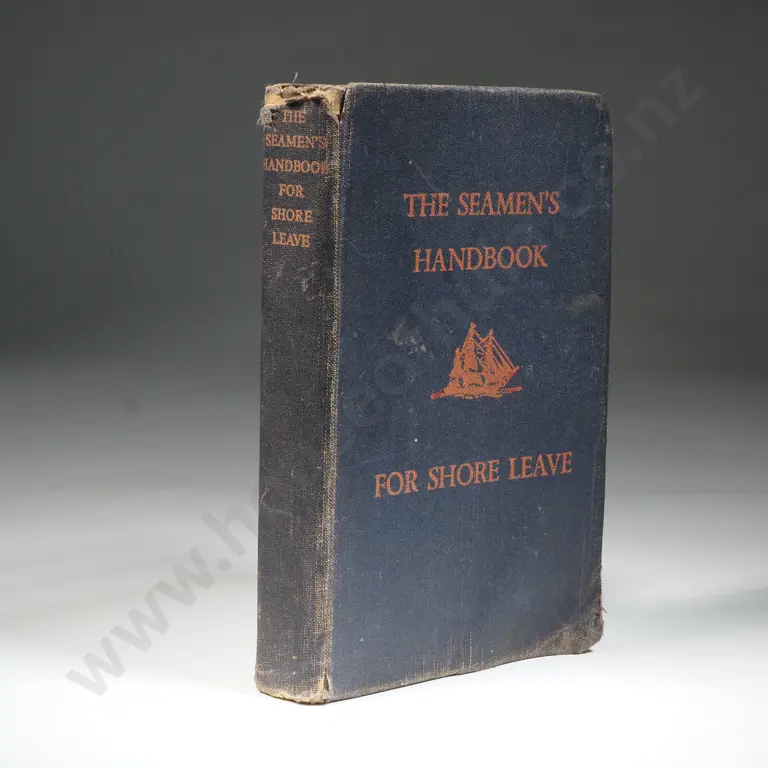 THE
SEAMEN'S
HANDBOOK
FOR
SHORE
LEAVE
THE SEAMEN'S
HANDBOOK
FOR SHORE LEAVE